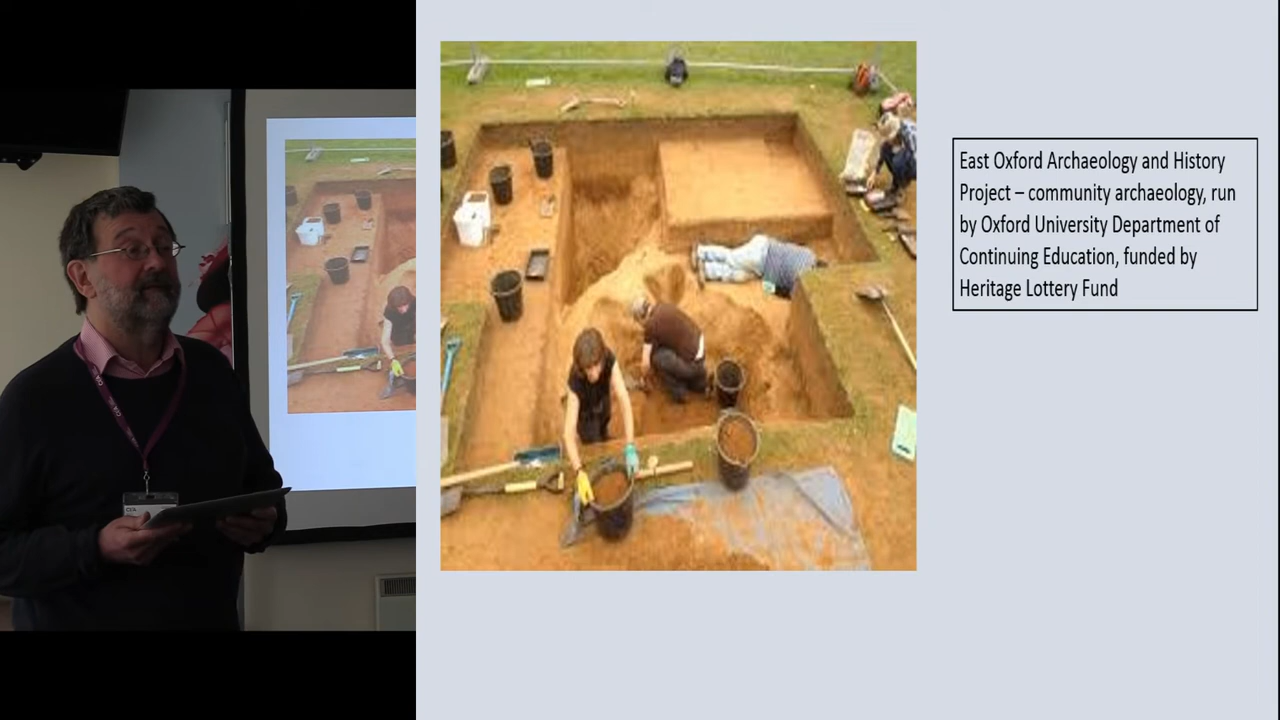 East Oxford Archaeology and History
Project – community archaeology, run
by Oxford University Department of
Continuing Education, funded by
Heritage Lottery Fund